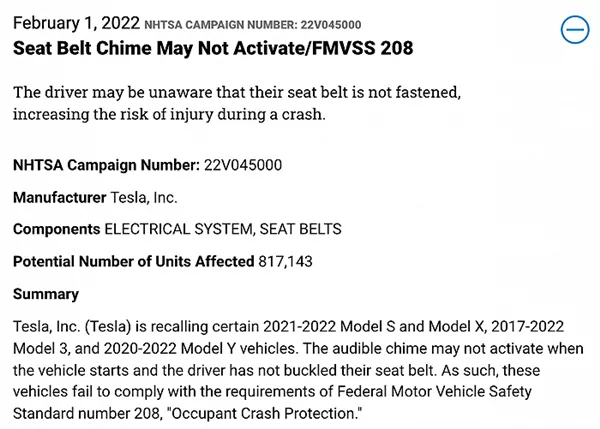 February 1, 2022 NHTSA CAMPAIGN NUMBER: 22V045000
Seat Belt Chime May Not Activate/FMVSS 208
The driver may be unaware that their seat belt is not fastened,
increasing the risk of injury during a crash.
NHTSA Campaign Number: 22V045000
Manufacturer Tesla, Inc.
Components ELECTRICAL SYSTEM, SEAT BELTS
Potential Number of Units Affected 817,143
Summary
Tesla, Inc. (Tesla) is recalling certain 2021-2022 Model S and Model X, 2017-2022
Model 3, and 2020-2022 Model Y vehicles. The audible chime may not activate when
the vehicle starts and the driver has not buckled their seat belt. As such, these
vehicles fail to comply with the requirements of Federal Motor Vehicle Safety
Standard number 208, "Occupant Crash Protection."